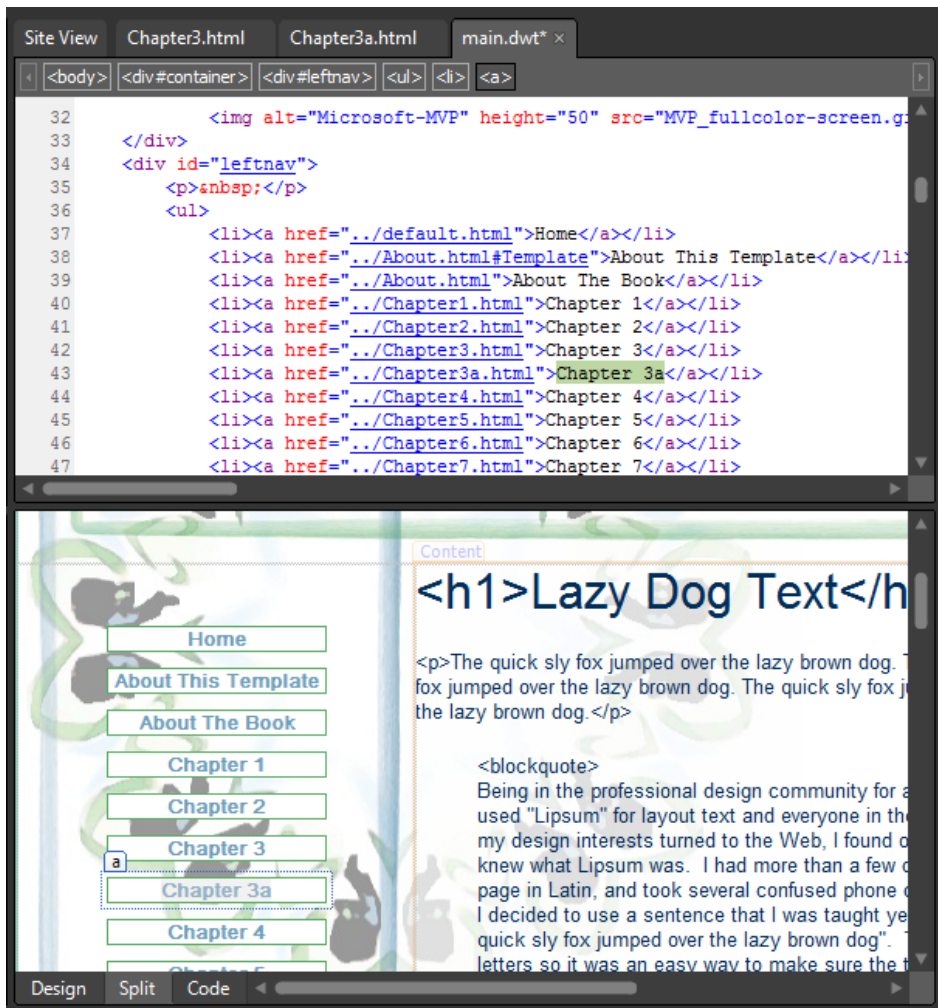 Site View Chapter3.html Chapter3a.html main.dwt* ×
<body> <div#container> <div#leftnav> <ul> <li> <a>
32 <img alt="Microsoft-MVP" height="50" src="MVP_fullcolor-screen.gi
33 </div>
34 <div id="leftnav">
35 <p>&nbsp;</p>
36 <ul>
37 <li><a href="../default.html">Home</a></li>
38 <li><a href="../About.html#Template">About This Template</a></li>
39 <li><a href="../About.html">About The Book</a></li>
40 <li><a href="../Chapter1.html">Chapter 1</a></li>
41 <li><a href="../Chapter2.html">Chapter 2</a></li>
42 <li><a href="../Chapter3.html">Chapter 3</a></li>
43 <li><a href="../Chapter3a.html">Chapter 3a</a></li>
44 <li><a href="../Chapter4.html">Chapter 4</a></li>
45 <li><a href="../Chapter5.html">Chapter 5</a></li>
46 <li><a href="../Chapter6.html">Chapter 6</a></li>
47 <li><a href="../Chapter7.html">Chapter 7</a></li>
Home
About This Template
About The Book
Chapter 1
Chapter 2
Chapter 3
a
Chapter 3a
Chapter 4
Chapter 5
Content
<h1>Lazy Dog Text</h
<p>The quick sly fox jumped over the lazy brown dog.
fox jumped over the lazy brown dog. The quick sly fox
the lazy brown dog.</p>
<blockquote>
Being in the professional design community for a
used "Lipsum" for layout text and everyone in the
my design interests turned to the Web, I found o
knew what Lipsum was. I had more than a few
page in Latin, and took several confused phone
I decided to use a sentence that I was taught ye
quick sly fox jumped over the lazy brown dog".
letters so it was an easy way to make sure the t
Design Split Code